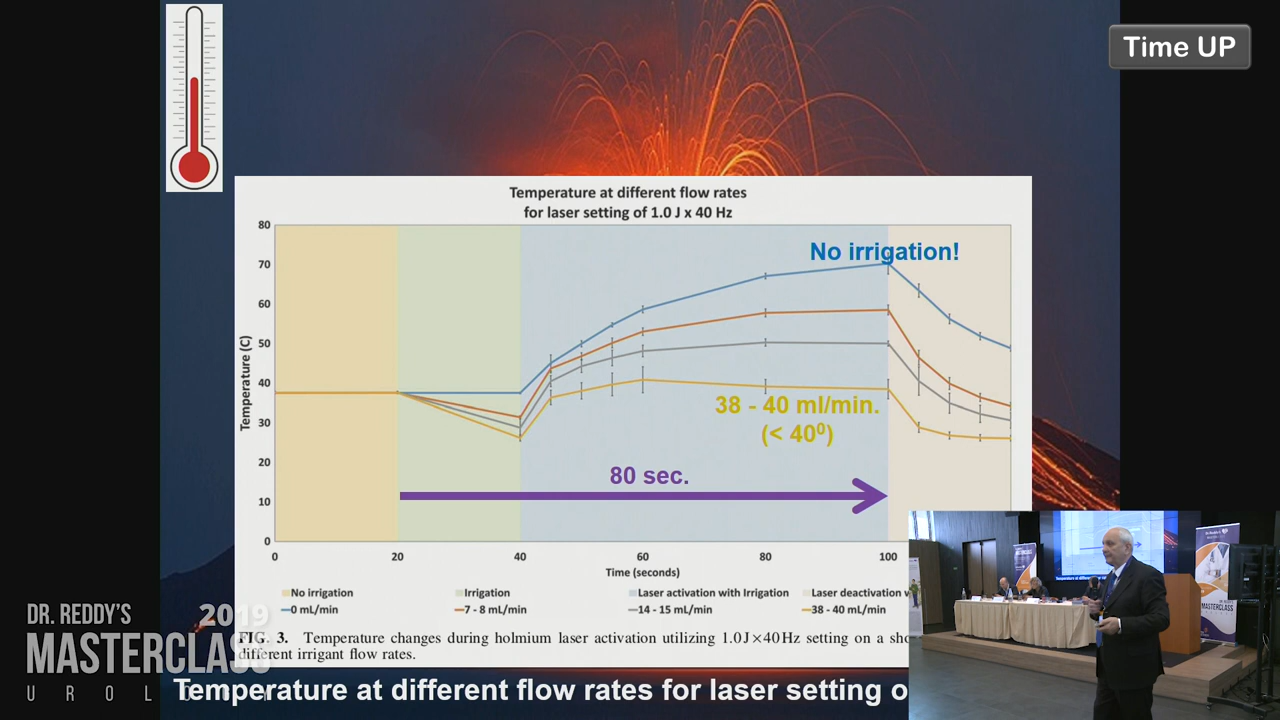 Time UP
Temperature at different flow rates
for laser setting of 1.0 J x 40 Hz
80
70
60
50
40
30
20
10
0
Temperature (C)
No irrigation!
38 - 40 ml/min.
(< 40⁰)
80 sec.
0
20
40
60
80
100
Time (seconds)
No irrigation
Irrigation
Laser activation with Irrigation
Laser deactivation
0 mL/min
7 - 8 mL/min
14 - 15 mL/min
38 - 40 mL/min
FIG. 3. Temperature changes during holmium laser activation utilizing 1.0 J × 40 Hz setting on a
different irrigant flow rates.
Temperature at different flow rates for laser setting
DR. REDDY'S
2019
MASTERCLASS
MASTERCLASS